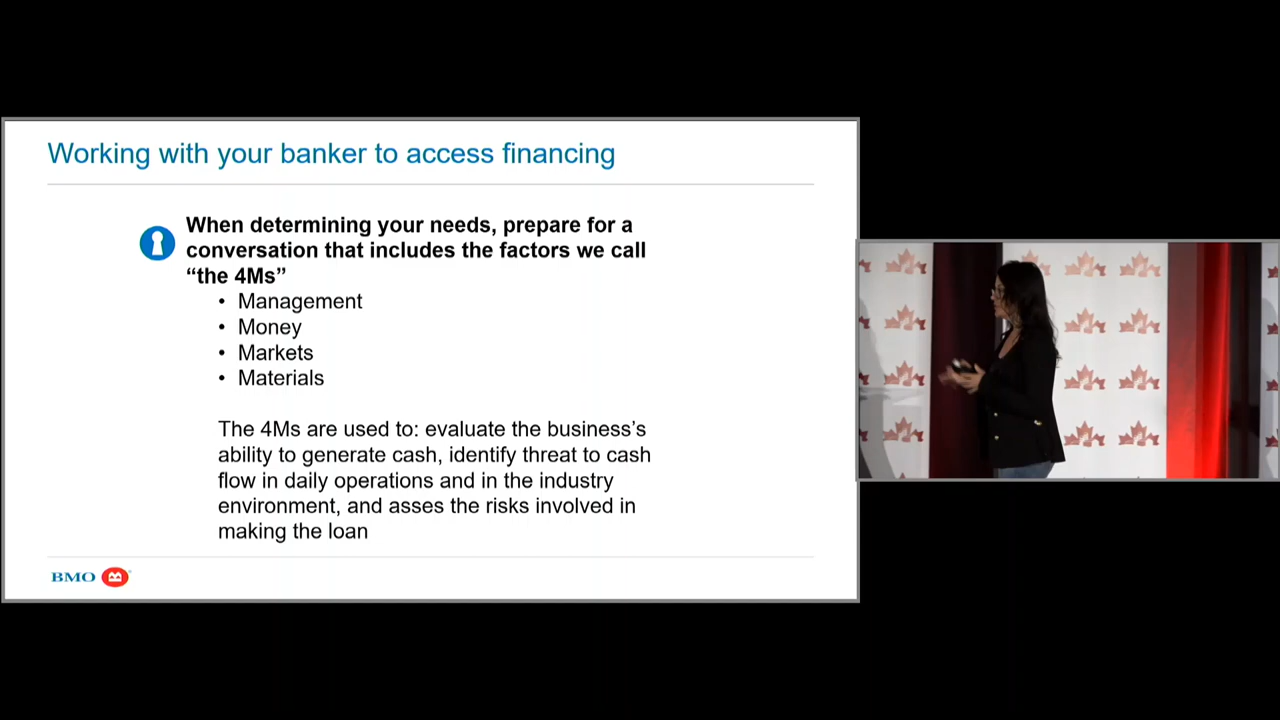 Working with your banker to access financing
When determining your needs, prepare for a
conversation that includes the factors we call
“the 4Ms”
• Management
• Money
• Markets
• Materials
The 4Ms are used to: evaluate the business’s
ability to generate cash, identify threat to cash
flow in daily operations and in the industry
environment, and asses the risks involved in
making the loan
BMO